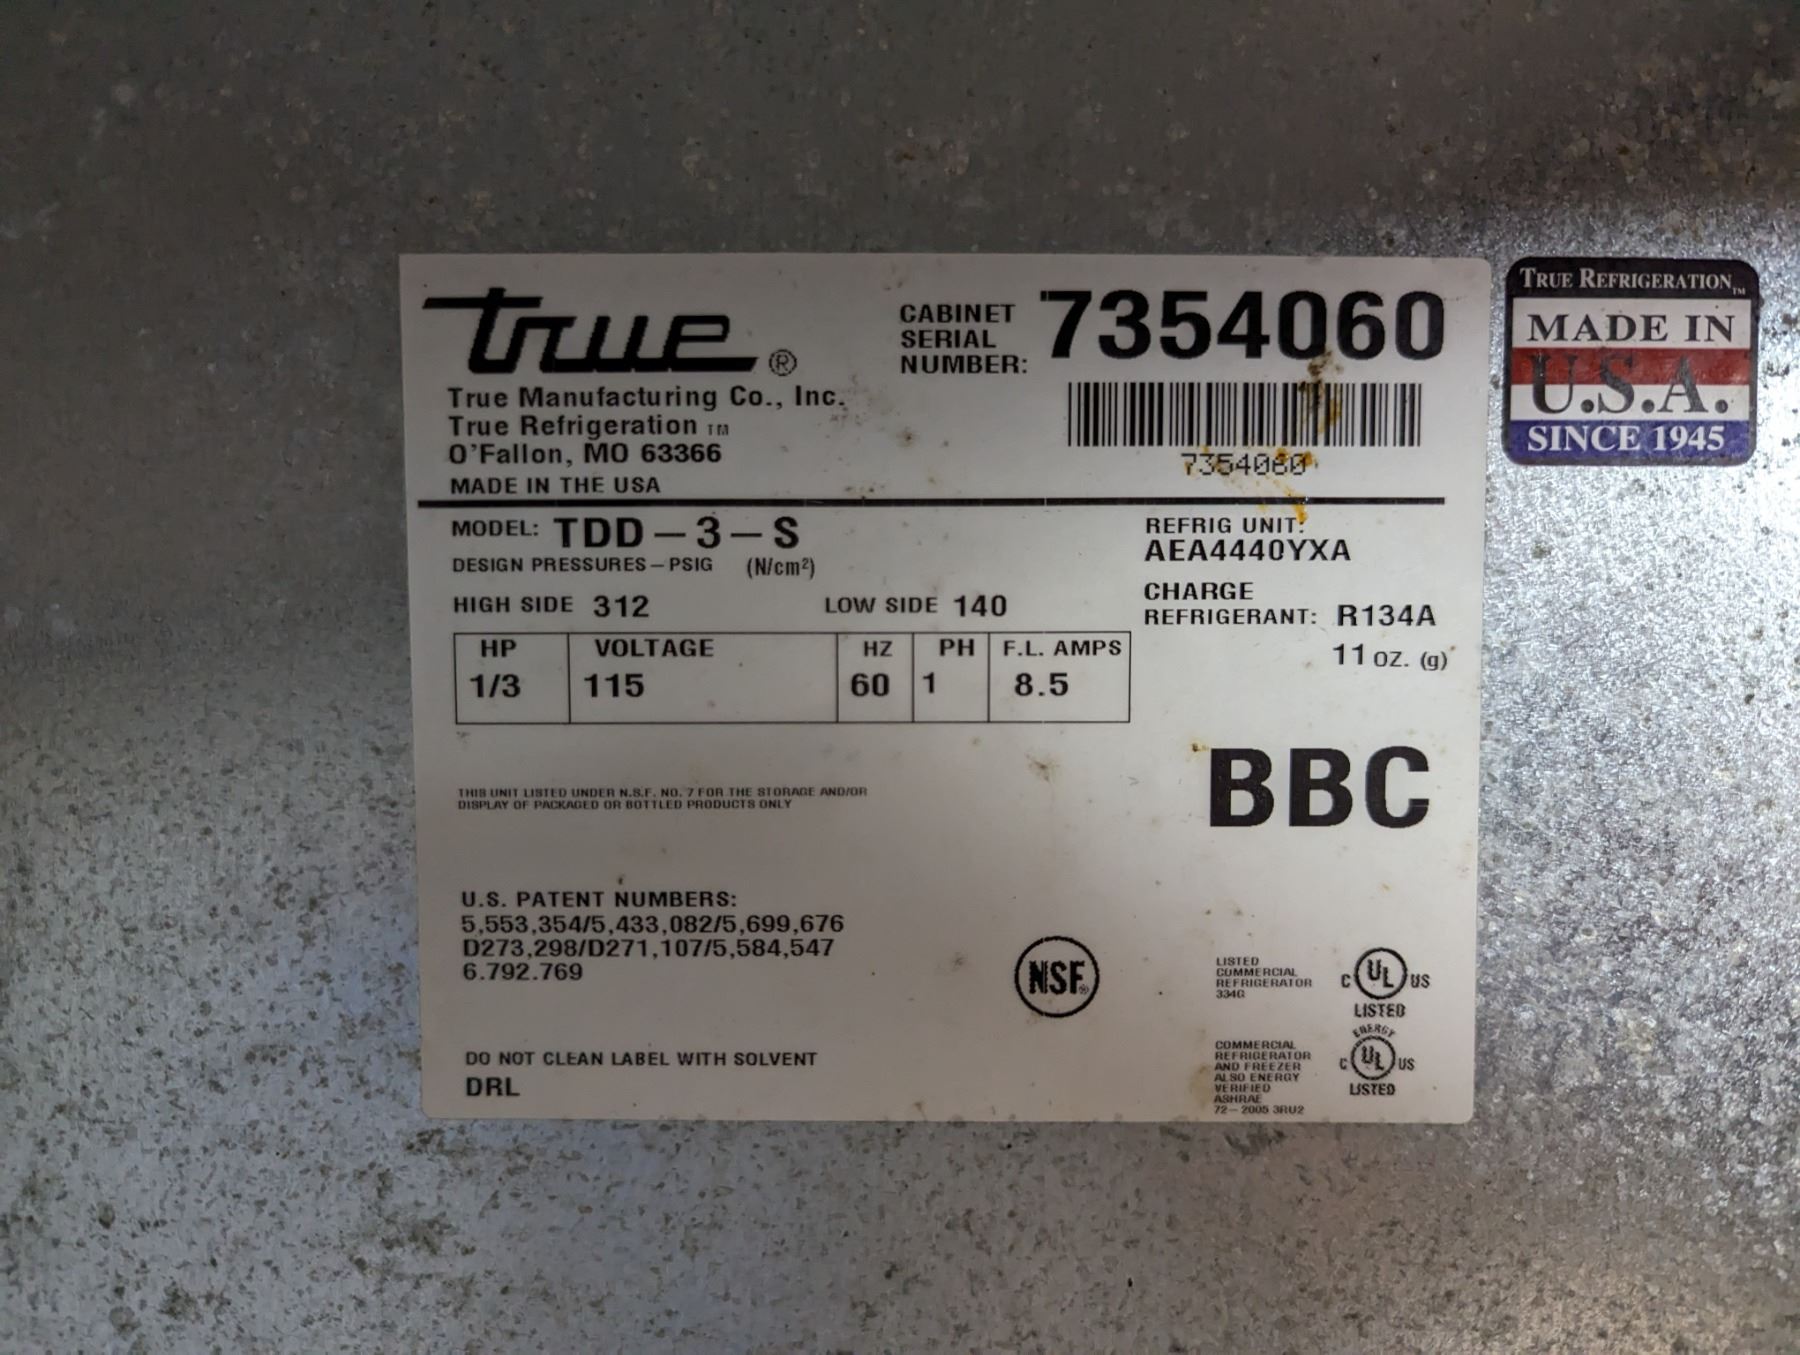 true ®
True Manufacturing Co., Inc.
True Refrigeration TM
O'Fallon, MO 63366
MADE IN THE USA
CABINET
SERIAL
NUMBER: 7354060
7354060
TRUE REFRIGERATION TM
MADE IN
U.S.A.
SINCE 1945
MODEL: TDD-3-S
DESIGN PRESSURES-PSIG (N/cm²)
HIGH SIDE 312 LOW SIDE 140
REFRIG UNIT:
AEA4440YXA
CHARGE
REFRIGERANT: R134A
11 OZ. (g)
HP VOLTAGE HZ PH F.L. AMPS
1/3 115 60 1 8.5
BBC
THIS UNIT LISTED UNDER N.S.F. NO. 7 FOR THE STORAGE AND/OR
DISPLAY OF PACKAGED OR BOTTLED PRODUCTS ONLY
U.S. PATENT NUMBERS:
5,553,354/5,433,082/5,699,676
D273,298/D271,107/5,584,547
6.792.769
NSF®
LISTED
COMMERCIAL
REFRIGERATOR
334G
C UL US
LISTED
DO NOT CLEAN LABEL WITH SOLVENT
DRL
COMMERCIAL
REFRIGERATOR
AND FREEZER
ALSO ENERGY
VERIFIED
ASHRAE
72-2005 3RU2
ENERGY
C UL US
LISTED